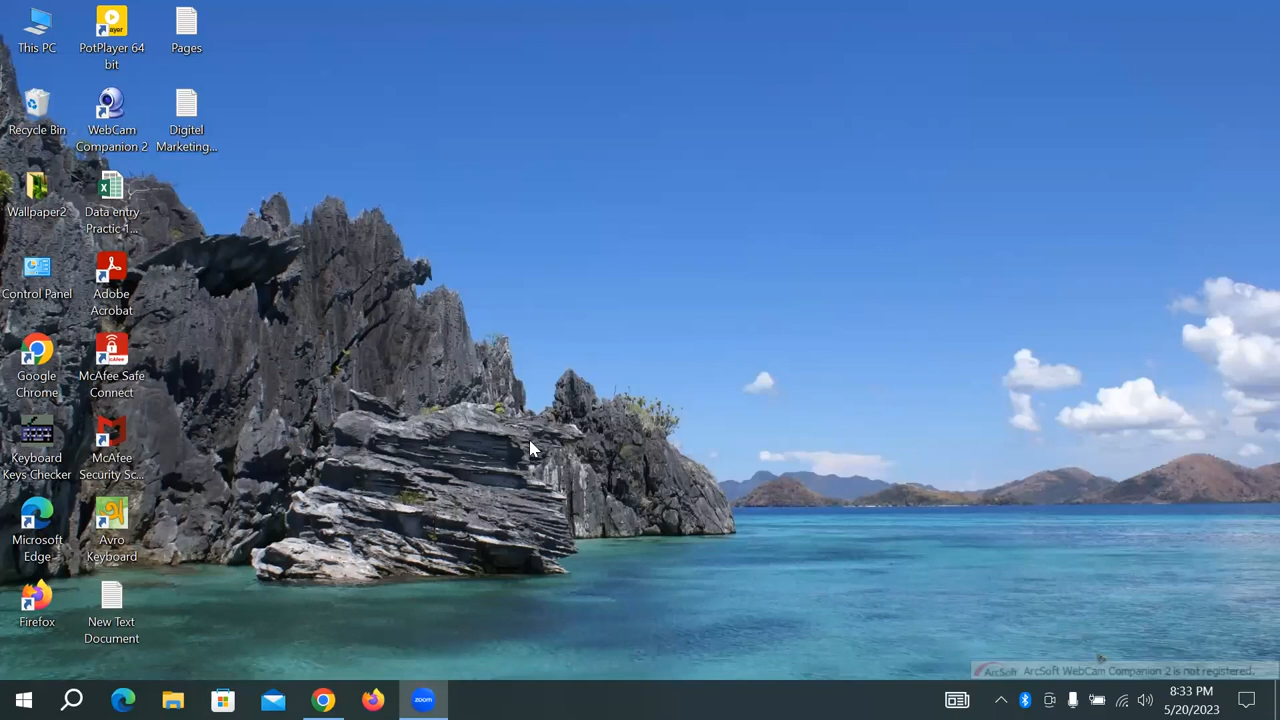 This PC
PotPlayer 64
bit
Pages
Recycle Bin
WebCam
Companion 2
Digitel
Marketing...
Wallpaper2
Data entry
Practic 1...
Control Panel
Adobe
Acrobat
Google
Chrome
McAfee Safe
Connect
Keyboard
Keys Checker
McAfee
Security Sc...
Microsoft
Edge
Avro
Keyboard
Firefox
New Text
Document
ArcSoft ArcSoft WebCam Companion 2 is not registered.
zoom
8:33 PM
5/20/2023